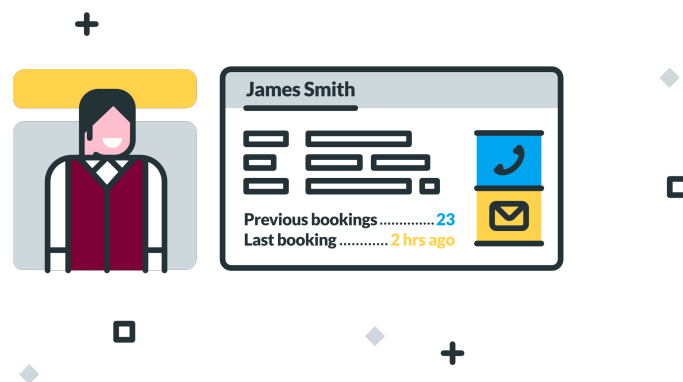 James Smith
Previous bookings ............. 23
Last booking ............ 2 hrs ago